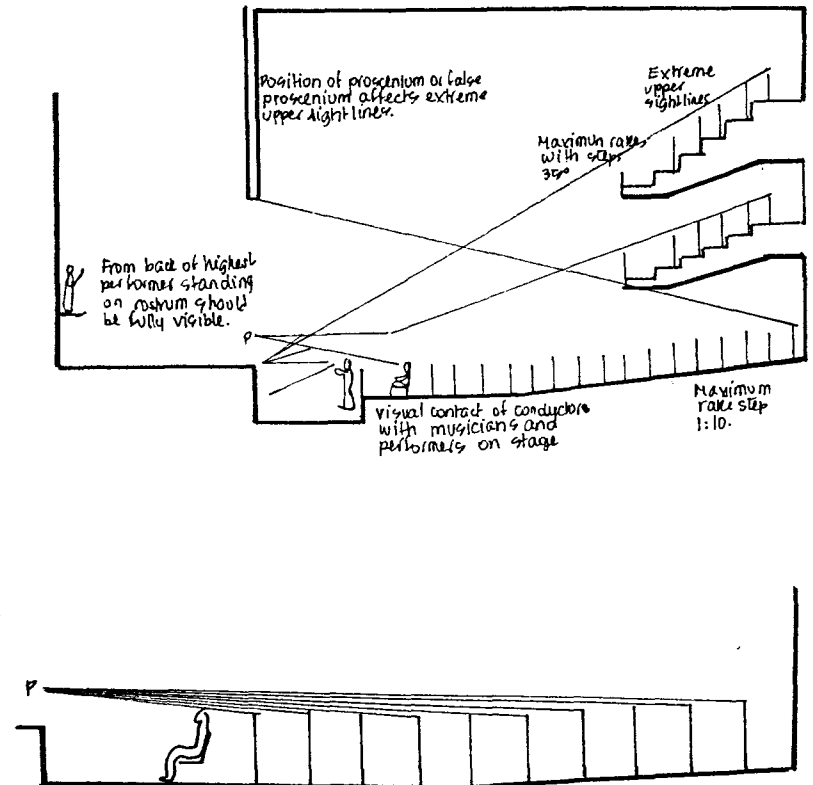 Position of proscenium or false
proscenium affects extreme
upper sightlines.
Extreme
upper
sightlines
Maximum rake
with step
35°
From back of highest
performer standing
on rostrum should
be fully visible.
P
Visual contact of conductors
with musicians and
performers on stage
Maximum
rake step
1:10.
P